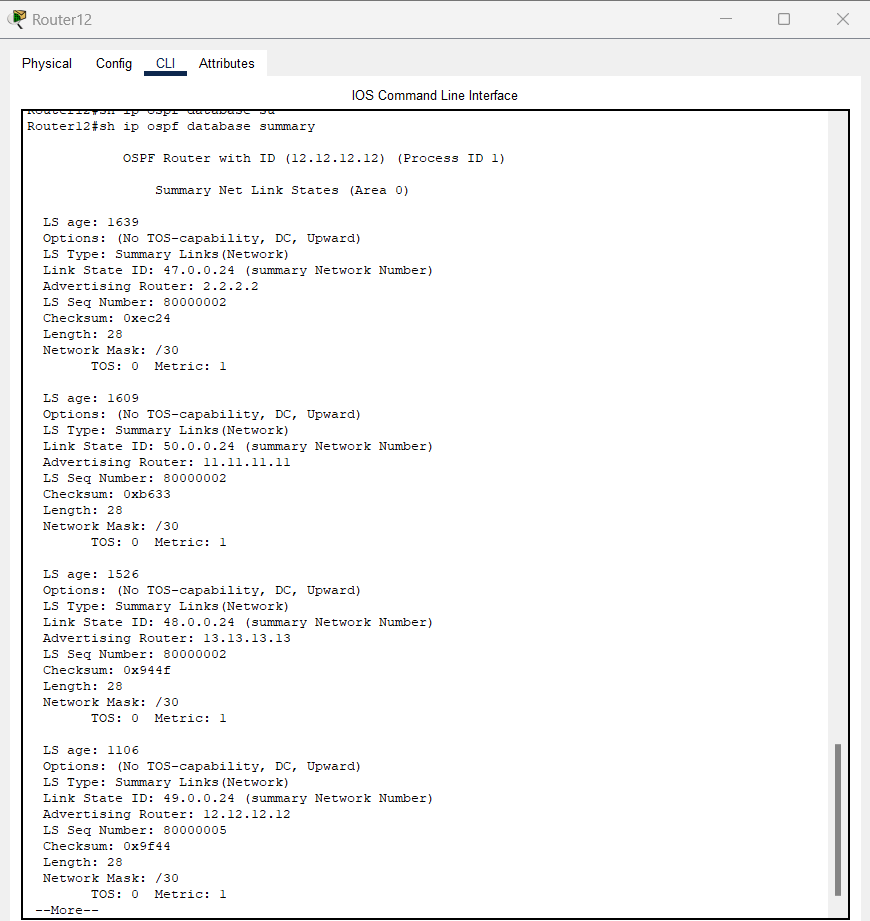 Router12
Physical Config CLI Attributes
IOS Command Line Interface
Router12#sh ip ospf database su
Router12#sh ip ospf database summary
OSPF Router with ID (12.12.12.12) (Process ID 1)
Summary Net Link States (Area 0)
LS age: 1639
Options: (No TOS-capability, DC, Upward)
LS Type: Summary Links(Network)
Link State ID: 47.0.0.24 (summary Network Number)
Advertising Router: 2.2.2.2
LS Seq Number: 80000002
Checksum: 0xec24
Length: 28
Network Mask: /30
TOS: 0 Metric: 1
LS age: 1609
Options: (No TOS-capability, DC, Upward)
LS Type: Summary Links(Network)
Link State ID: 50.0.0.24 (summary Network Number)
Advertising Router: 11.11.11.11
LS Seq Number: 80000002
Checksum: 0xb633
Length: 28
Network Mask: /30
TOS: 0 Metric: 1
LS age: 1526
Options: (No TOS-capability, DC, Upward)
LS Type: Summary Links(Network)
Link State ID: 48.0.0.24 (summary Network Number)
Advertising Router: 13.13.13.13
LS Seq Number: 80000002
Checksum: 0x944f
Length: 28
Network Mask: /30
TOS: 0 Metric: 1
LS age: 1106
Options: (No TOS-capability, DC, Upward)
LS Type: Summary Links(Network)
Link State ID: 49.0.0.24 (summary Network Number)
Advertising Router: 12.12.12.12
LS Seq Number: 80000005
Checksum: 0x9f44
Length: 28
Network Mask: /30
TOS: 0 Metric: 1
--More--